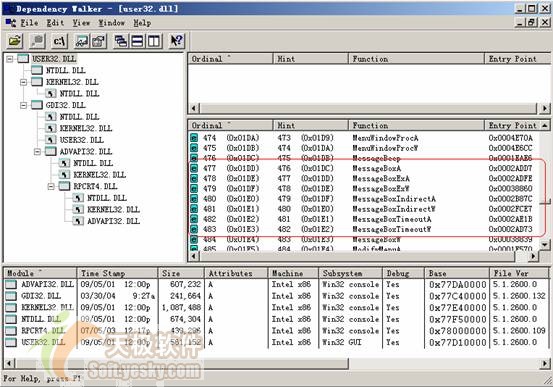 Dependency Walker - [user32.dll]
File Edit View Window Help
c:\
USER32.DLL
NTDLL.DLL
KERNEL32.DLL
NTDLL.DLL
GDI32.DLL
NTDLL.DLL
KERNEL32.DLL
USER32.DLL
ADVAPI32.DLL
NTDLL.DLL
KERNEL32.DLL
RPCRT4.DLL
NTDLL.DLL
KERNEL32.DLL
ADVAPI32.DLL
Ordinal ^ Hint Function Entry Point
Ordinal ^ Hint Function Entry Point
474 (0x01DA) 473 (0x01D9) MenuWindowProcA 0x0004E70A
475 (0x01DB) 474 (0x01DA) MenuWindowProcW 0x0004E6CC
476 (0x01DC) 475 (0x01DB) MessageBeep 0x0001EAE6
477 (0x01DD) 476 (0x01DC) MessageBoxA 0x0002ADD7
478 (0x01DE) 477 (0x01DD) MessageBoxExA 0x0002ADFE
479 (0x01DF) 478 (0x01DE) MessageBoxExW 0x00038860
480 (0x01E0) 479 (0x01DF) MessageBoxIndirectA 0x0002B87C
481 (0x01E1) 480 (0x01E0) MessageBoxIndirectW 0x0002FCE7
482 (0x01E2) 481 (0x01E1) MessageBoxTimeoutA 0x0002AE1B
483 (0x01E3) 482 (0x01E2) MessageBoxTimeoutW 0x0002AD73
484 (0x01E4) 483 (0x01E3) MessageBoxW 0x00038839
Module ^ Time Stamp Size Attributes Machine Subsystem Debug Base File Ver
ADVAPI32.DLL 09/05/01 12:00p 607,232 A Intel x86 Win32 console Yes 0x77DA0000 5.1.2600.0
GDI32.DLL 03/30/04 9:27a 241,664 A Intel x86 Win32 console Yes 0x77C40000 5.1.2600.132
KERNEL32.DLL 09/05/01 12:00p 1,087,488 A Intel x86 Win32 console Yes 0x77E40000 5.1.2600.0
NTDLL.DLL 09/05/01 12:00p 674,304 A Intel x86 Win32 console Yes 0x77F50000 5.1.2600.0
RPCRT4.DLL 07/05/03 12:17p 439,296 A Intel x86 Win32 console Yes 0x78000000 5.1.2600.109
USER32.DLL 09/05/01 12:00p 561,152 A Intel x86 Win32 GUI Yes 0x77D10000 5.1.2600.0
天极软件
Soft.yesky.com
For Help, press F1